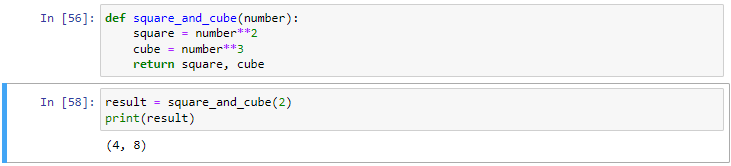 In [56]: def square_and_cube(number):
    square = number**2
    cube = number**3
    return square, cube
In [58]: result = square_and_cube(2)
print(result)
(4, 8)